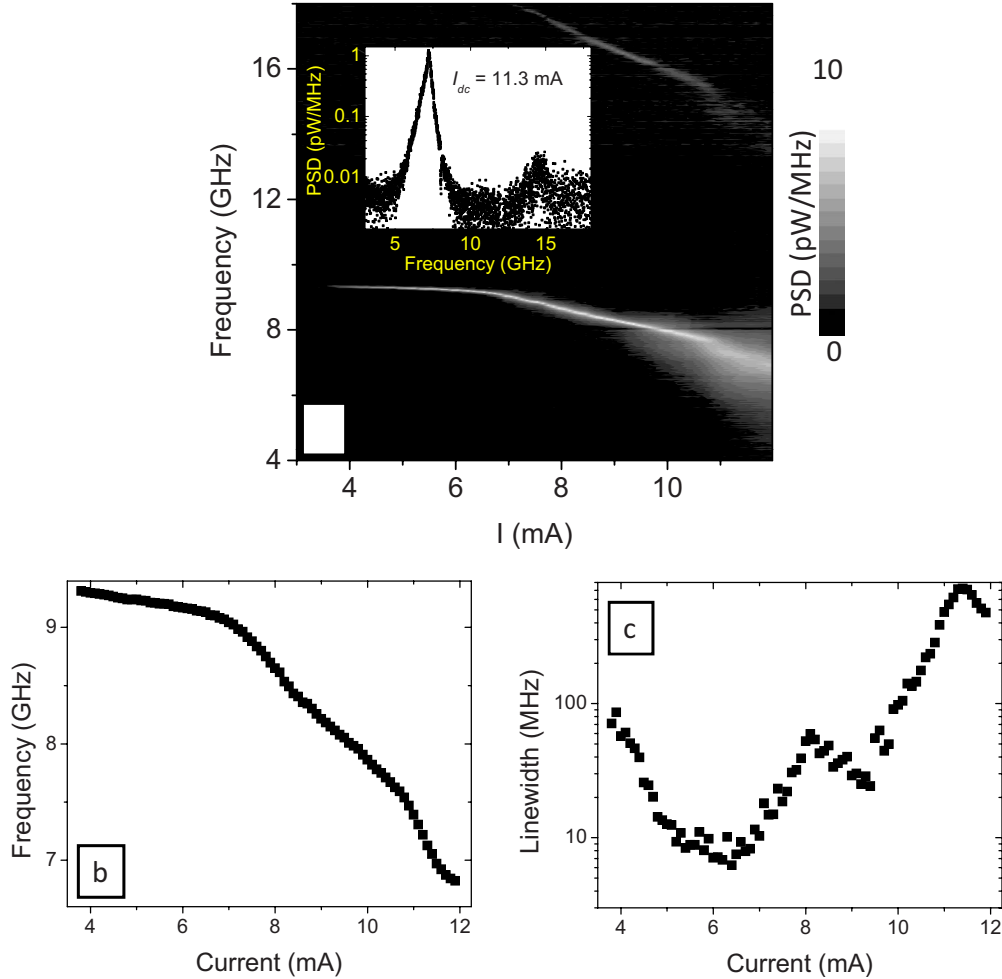 16
12
8
4
Frequency (GHz)
1
0.1
0.01
PSD (pW/MHz)
I_dc = 11.3 mA
5
10
15
Frequency (GHz)
10
PSD (pW/MHz)
0
4
6
8
10
I (mA)
9
8
7
Frequency (GHz)
b
4
6
8
10
12
Current (mA)
100
10
Linewidth (MHz)
c
4
6
8
10
12
Current (mA)